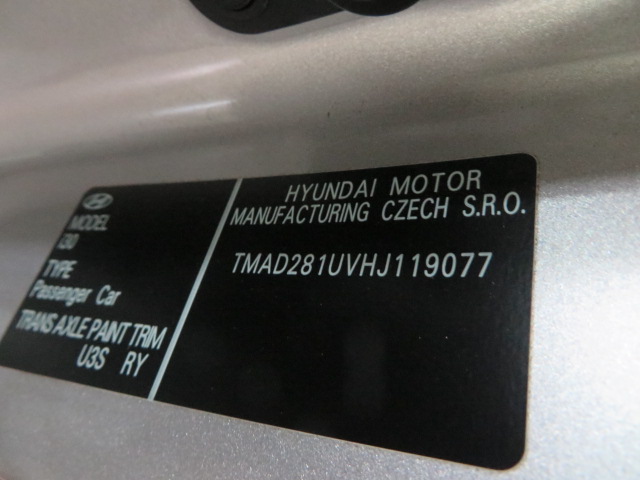 MODEL
i30
TYPE
Passenger Car
TRANS AXLE PAINT TRIM
U3S RY
HYUNDAI MOTOR
MANUFACTURING CZECH S.R.O.
TMAD281UVHJ119077